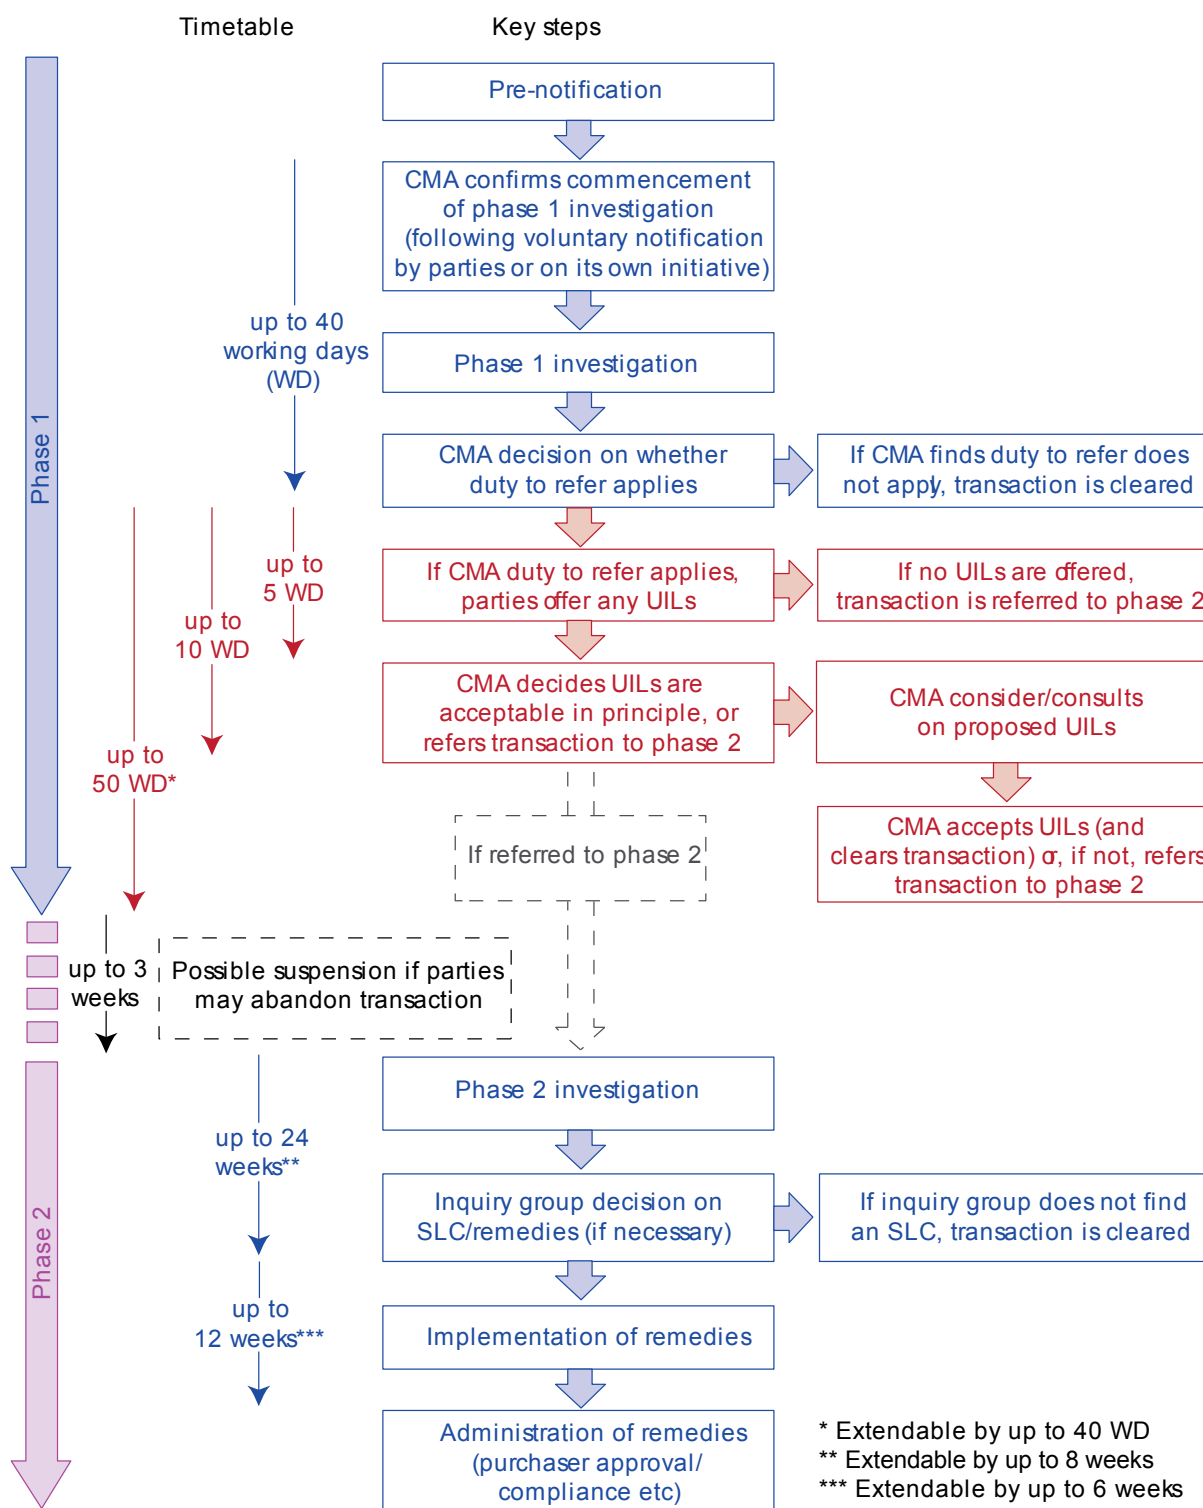 Timetable
Key steps
Pre-notification
CMA confirms commencement
of phase 1 investigation
(following voluntary notification
by parties or on its own initiative)
up to 40
working days
(WD)
Phase 1 investigation
Phase 1
CMA decision on whether
duty to refer applies
If CMA finds duty to refer does
not apply, transaction is cleared
up to
5 WD
If CMA duty to refer applies,
parties offer any UILs
If no UILs are offered,
transaction is referred to phase 2
up to
10 WD
CMA decides UILs are
acceptable in principle, or
refers transaction to phase 2
CMA consider/consults
on proposed UILs
up to
50 WD*
If referred to phase 2
CMA accepts UILs (and
clears transaction) or, if not, refers
transaction to phase 2
up to 3
weeks
Possible suspension if parties
may abandon transaction
Phase 2 investigation
up to 24
weeks**
Inquiry group decision on
SLC/remedies (if necessary)
If inquiry group does not find
an SLC, transaction is cleared
Phase 2
up to
12 weeks***
Implementation of remedies
Administration of remedies
(purchaser approval/
compliance etc)
* Extendable by up to 40 WD
** Extendable by up to 8 weeks
*** Extendable by up to 6 weeks